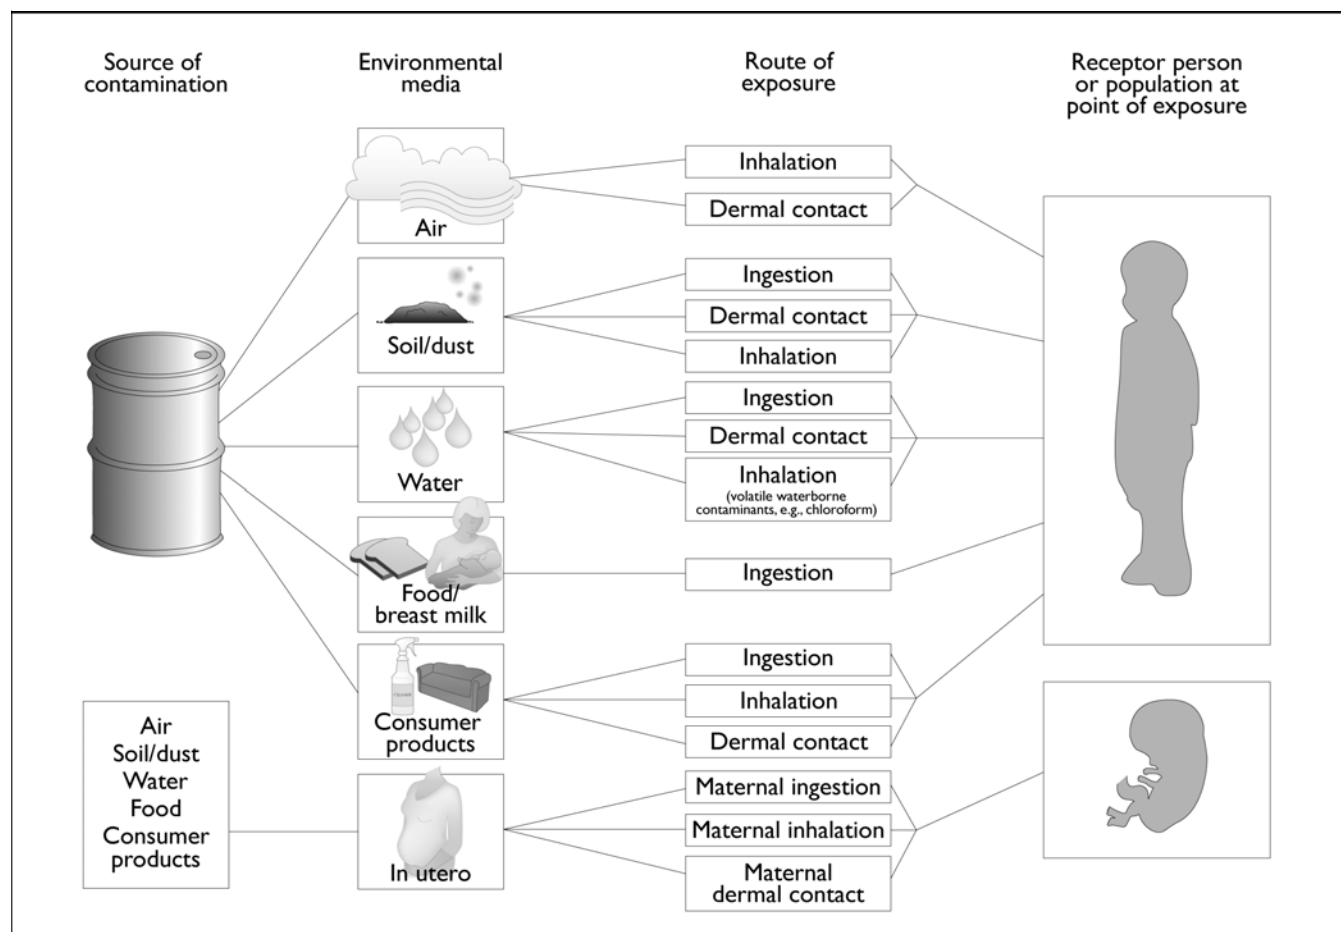 Source of
contamination
Environmental
media
Route of
exposure
Receptor person
or population at
point of exposure
Air
Inhalation
Dermal contact
Soil/dust
Ingestion
Dermal contact
Inhalation
Water
Ingestion
Dermal contact
Inhalation
(volatile waterborne
contaminants, e.g., chloroform)
Food/
breast milk
Ingestion
Consumer
products
Ingestion
Inhalation
Dermal contact
Air
Soil/dust
Water
Food
Consumer
products
In utero
Maternal ingestion
Maternal inhalation
Maternal
dermal contact